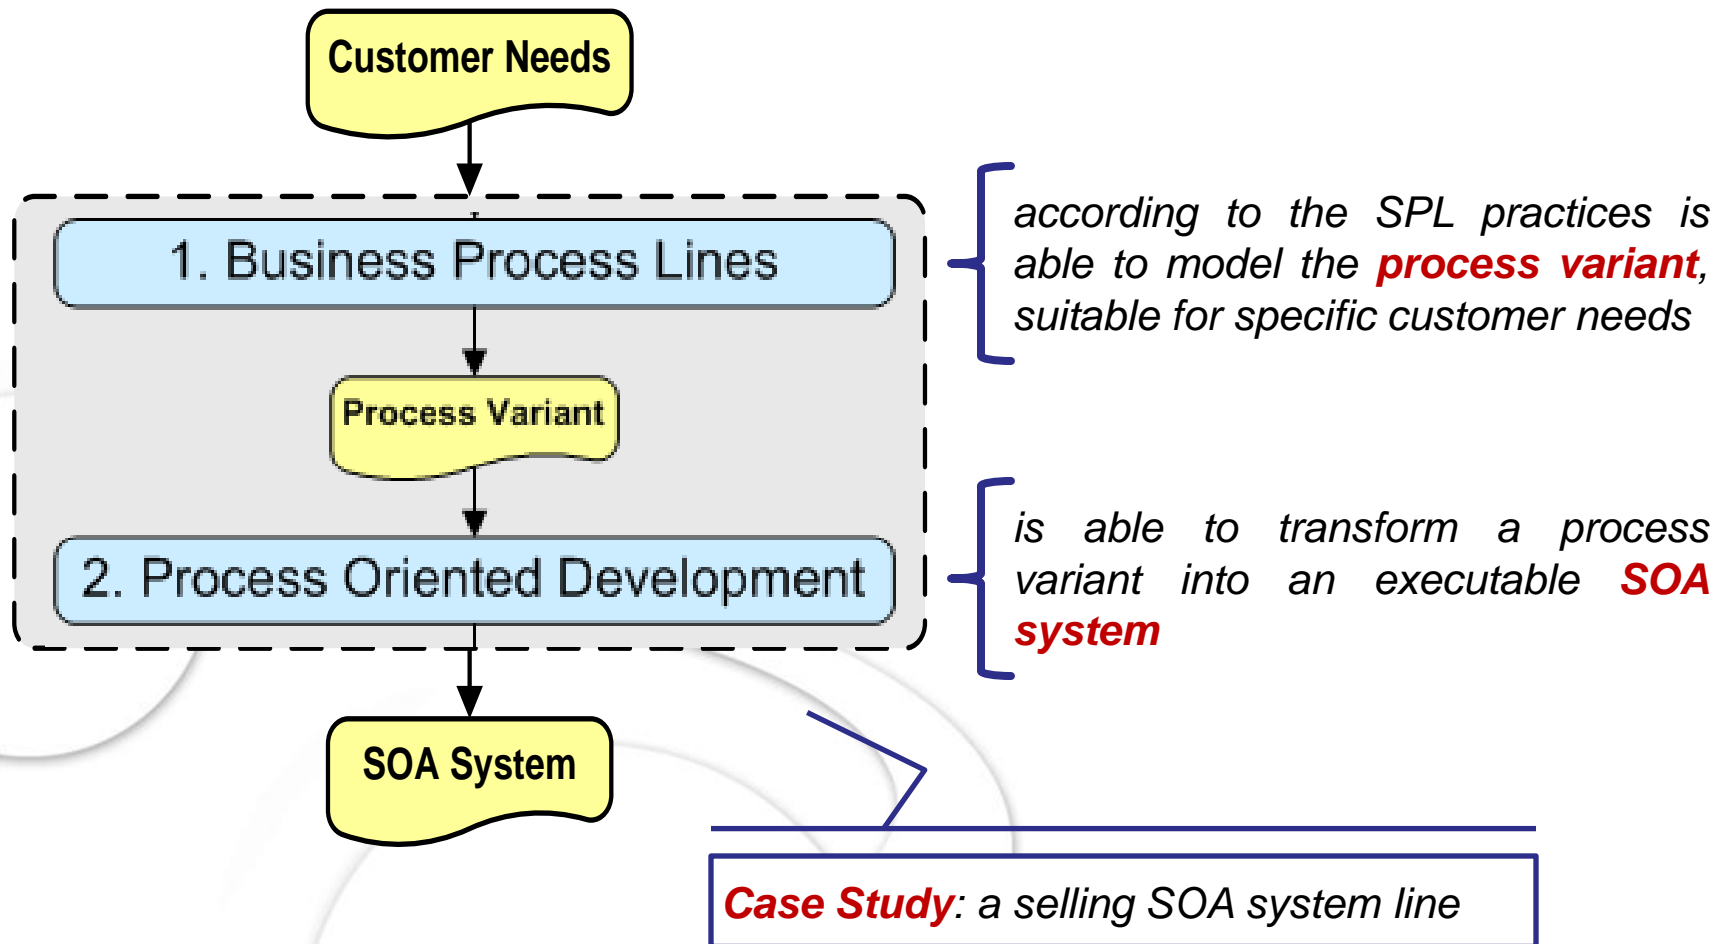 Customer Needs
1. Business Process Lines
according to the SPL practices is
able to model the process variant,
suitable for specific customer needs
Process Variant
2. Process Oriented Development
is able to transform a process
variant into an executable SOA
system
SOA System
Case Study: a selling SOA system line